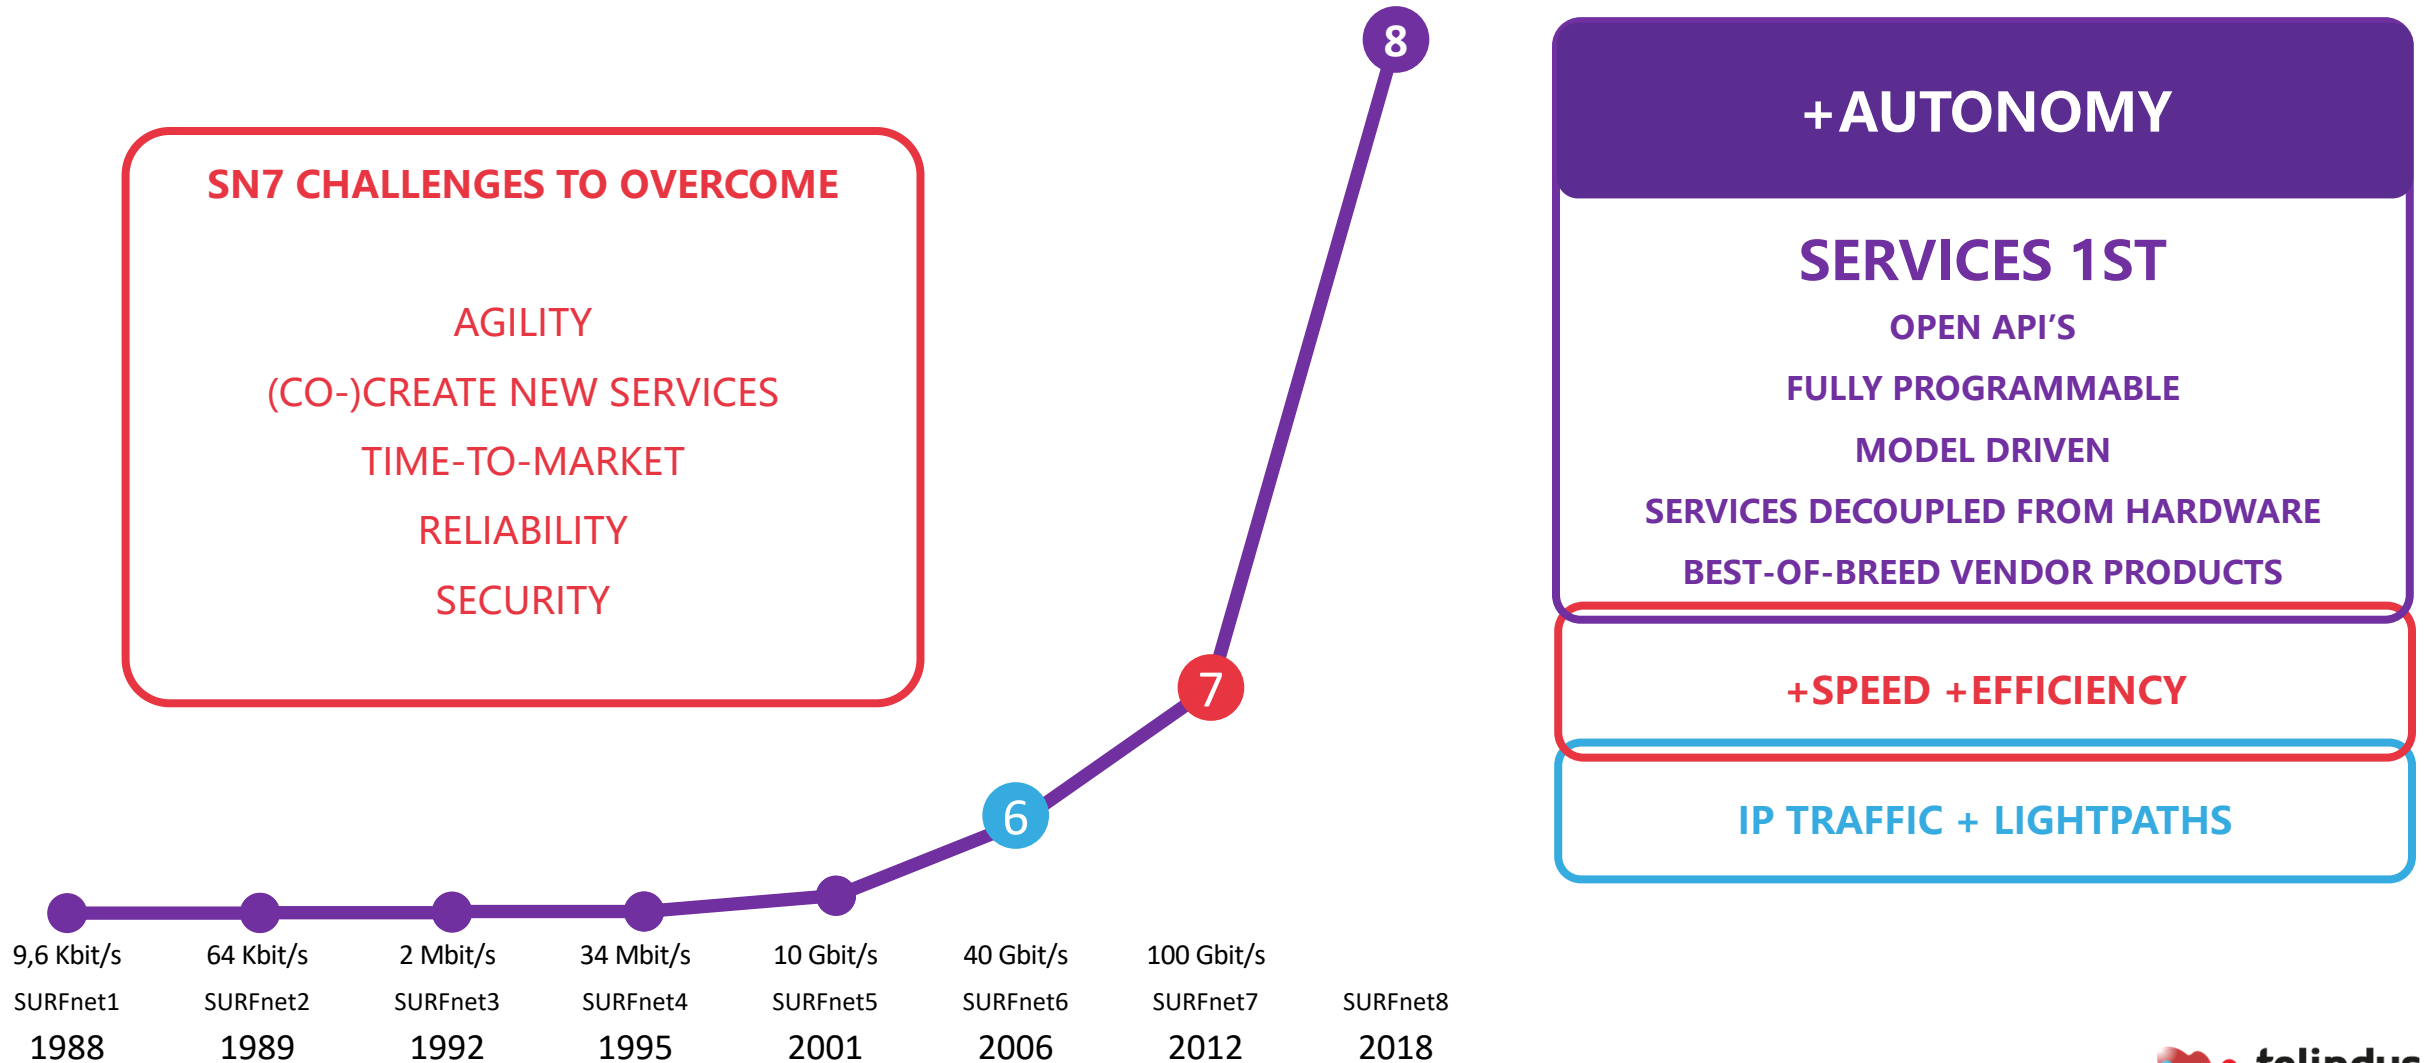 8
+AUTONOMY
SN7 CHALLENGES TO OVERCOME
AGILITY
(CO-)CREATE NEW SERVICES
TIME-TO-MARKET
RELIABILITY
SECURITY
SERVICES 1ST
OPEN API’S
FULLY PROGRAMMABLE
MODEL DRIVEN
SERVICES DECOUPLED FROM HARDWARE
BEST-OF-BREED VENDOR PRODUCTS
7
+SPEED +EFFICIENCY
6
IP TRAFFIC + LIGHTPATHS
9,6 Kbit/s 64 Kbit/s 2 Mbit/s 34 Mbit/s 10 Gbit/s 40 Gbit/s 100 Gbit/s
SURFnet1 SURFnet2 SURFnet3 SURFnet4 SURFnet5 SURFnet6 SURFnet7 SURFnet8
1988 1989 1992 1995 2001 2006 2012 2018
telindus